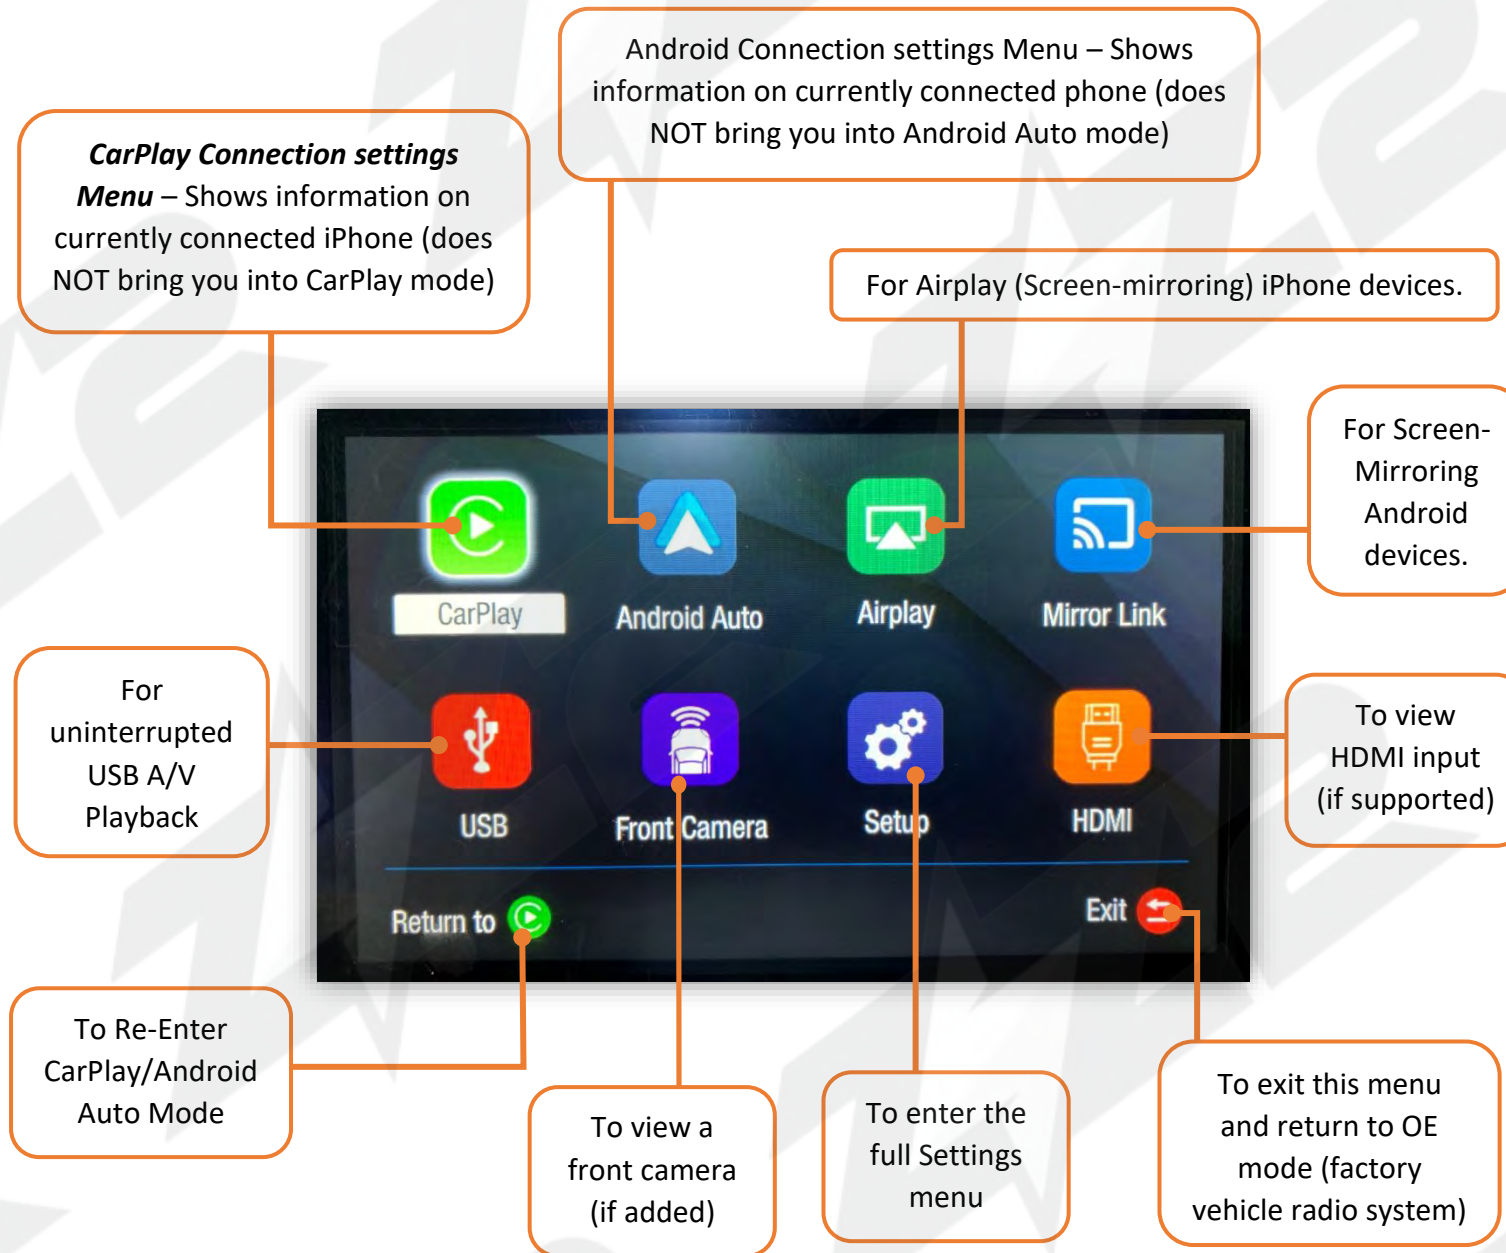 Android Connection settings Menu – Shows
information on currently connected phone (does
NOT bring you into Android Auto mode)
CarPlay Connection settings
Menu – Shows information on
currently connected iPhone (does
NOT bring you into CarPlay mode)
For Airplay (Screen-mirroring) iPhone devices.
For Screen-
Mirroring
Android
devices.
CarPlay
Android Auto
Airplay
Mirror Link
For
uninterrupted
USB A/V
Playback
USB
Front Camera
Setup
HDMI
To view
HDMI input
(if supported)
Return to
Exit
To Re-Enter
CarPlay/Android
Auto Mode
To view a
front camera
(if added)
To enter the
full Settings
menu
To exit this menu
and return to OE
mode (factory
vehicle radio system)